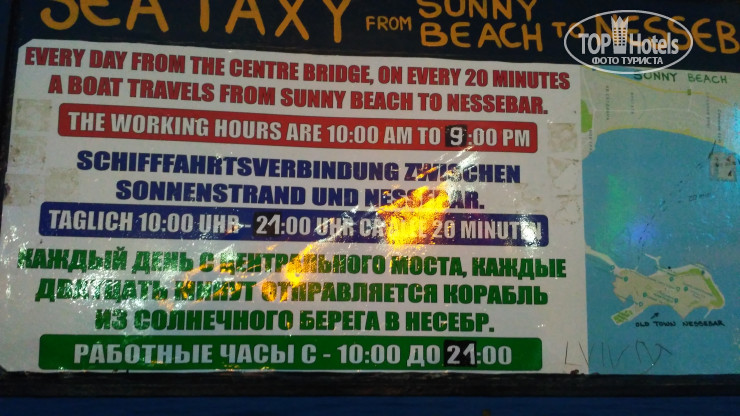 SEA TAXY FROM SUNNY BEACH TO NESSEB
TOP Hotels
ФОТО ТУРИСТА
EVERY DAY FROM THE CENTRE BRIDGE, ON EVERY 20 MINUTES
A BOAT TRAVELS FROM SUNNY BEACH TO NESSEBAR.
THE WORKING HOURS ARE 10:00 AM TO 9:00 PM
SCHIFFFAHRTSVERBINDUNG ZWISCHEN
SONNENSTRAND UND NESSEBAR.
TAGLICH 10:00 UHR - 21:00 UHR CA ALLE 20 MINUTEN
КАЖДЫЙ ДЕНЬ С ЦЕНТРАЛЬНОГО МОСТА, КАЖДЫЕ
ДВАТЦАТЬ МИНУТ ОТПРАВЛЯЕТСЯ КОРАБЛЬ
ИЗ СОЛНЕЧНОГО БЕРЕГА В НЕСЕБР.
РАБОТНЫЕ ЧАСЫ С - 10:00 ДО 21:00
SUNNY BEACH
OLD TOWN NESSEBAR